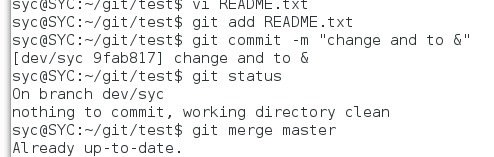 syc@SYC:~/git/test$ vi README.txt
syc@SYC:~/git/test$ git add README.txt
syc@SYC:~/git/test$ git commit -m "change and to &"
[dev/syc 9fab817] change and to &
syc@SYC:~/git/test$ git status
On branch dev/syc
nothing to commit, working directory clean
syc@SYC:~/git/test$ git merge master
Already up-to-date.